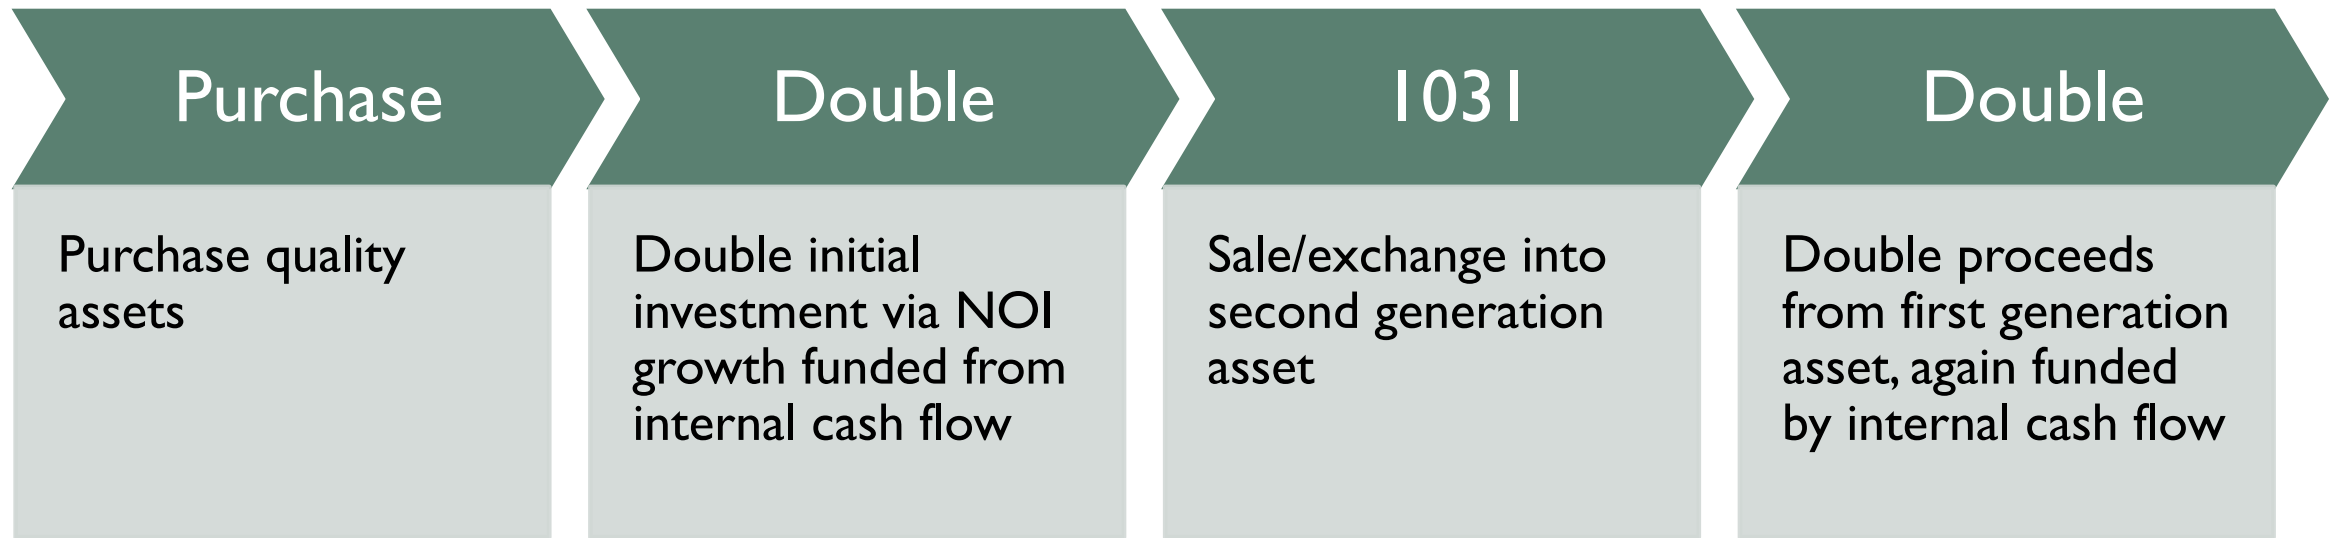 Purchase
Purchase quality
assets
Double
Double initial
investment via NOI
growth funded from
internal cash flow
1031
Sale/exchange into
second generation
asset
Double
Double proceeds
from first generation
asset, again funded
by internal cash flow